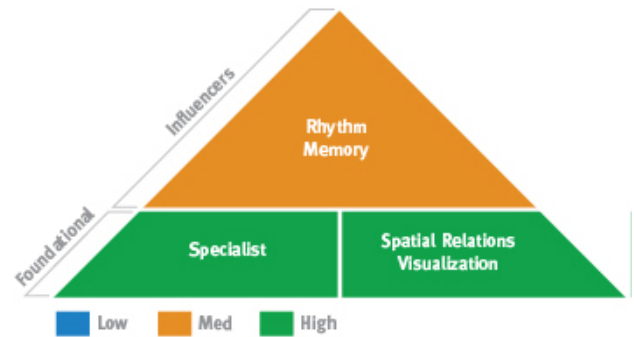 Influencers
Rhythm
Memory
Foundational
Specialist
Spatial Relations
Visualization
Low
Med
High